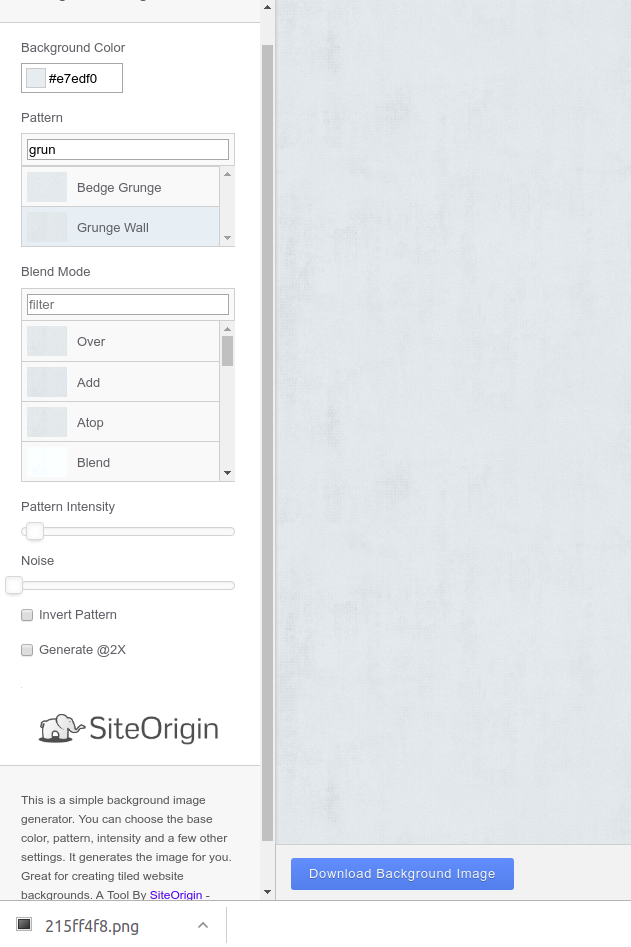 Background Color
#e7edf0
Pattern
grun
Bedge Grunge
Grunge Wall
Blend Mode
filter
Over
Add
Atop
Blend
Pattern Intensity
Noise
Invert Pattern
Generate @2X
SiteOrigin
This is a simple background image
generator. You can choose the base
color, pattern, intensity and a few other
settings. It generates the image for you.
Great for creating tiled website
backgrounds. A Tool By SiteOrigin -
Download Background Image
215ff4f8.png